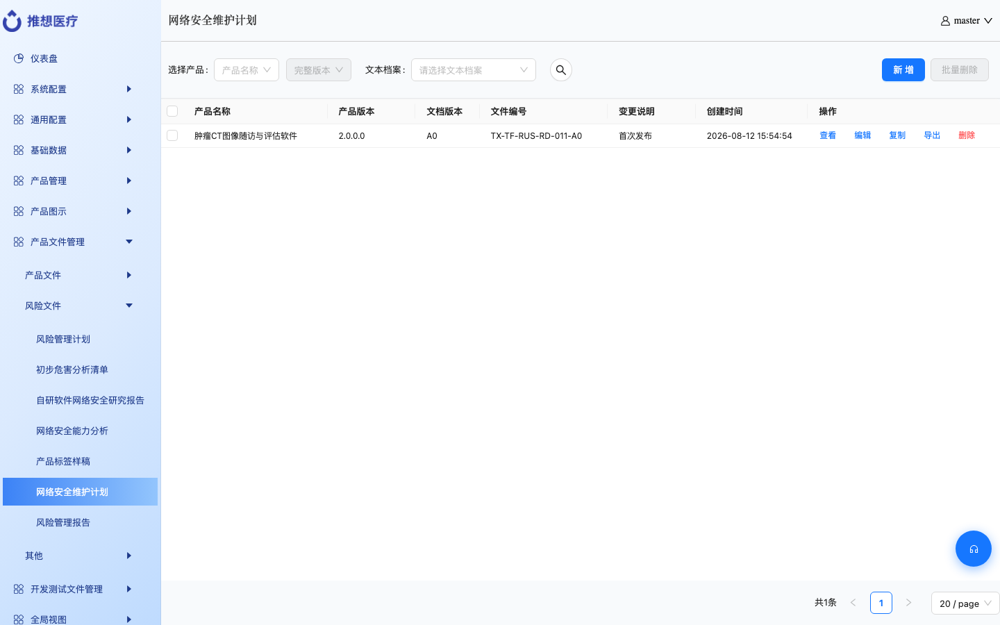 推想医疗
网络安全维护计划
master
仪表盘
系统配置
通用配置
基础数据
产品管理
产品图示
产品文件管理
产品文件
风险文件
风险管理计划
初步危害分析清单
自研软件网络安全研究报告
网络安全能力分析
产品标签样稿
网络安全维护计划
风险管理报告
其他
开发测试文件管理
全局视图
选择产品： 产品名称 完整版本 文本档案： 请选择文本档案 新 增 批量删除
产品名称 产品版本 文档版本 文件编号 变更说明 创建时间 操作
肿瘤CT图像随访与评估软件 2.0.0.0 A0 TX-TF-RUS-RD-011-A0 首次发布 2026-08-12 15:54:54 查看 编辑 复制 导出 删除
共1条 1 20 / page